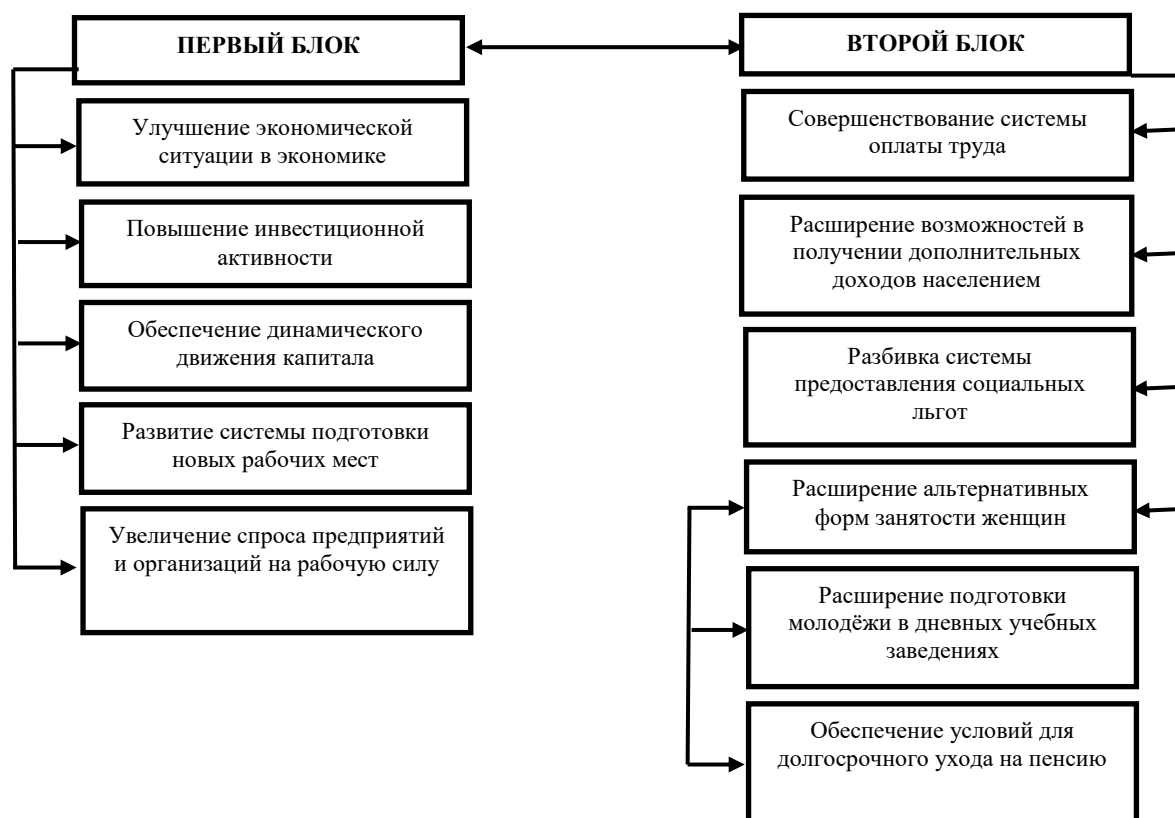 ПЕРВЫЙ БЛОК
Улучшение экономической
ситуации в экономике
Повышение инвестиционной
активности
Обеспечение динамического
движения капитала
Развитие системы подготовки
новых рабочих мест
Увеличение спроса предприятий
и организаций на рабочую силу
ВТОРОЙ БЛОК
Совершенствование системы
оплаты труда
Расширение возможностей в
получении дополнительных
доходов населением
Разбивка системы
предоставления социальных
льгот
Расширение альтернативных
форм занятости женщин
Расширение подготовки
молодёжи в дневных учебных
заведениях
Обеспечение условий для
долгосрочного ухода на пенсию